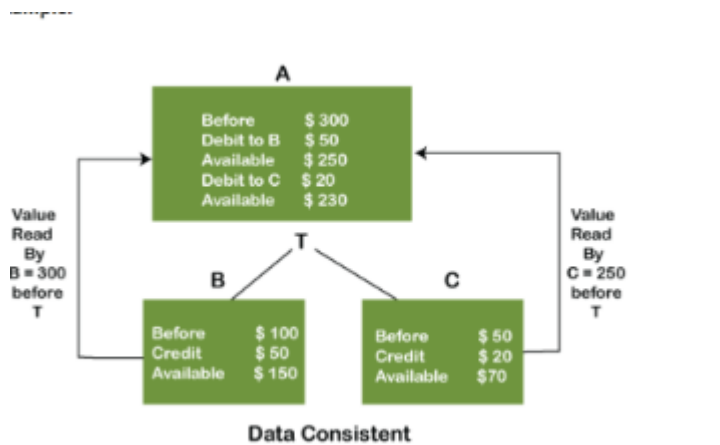 A
Before $ 300
Debit to B $ 50
Available $ 250
Debit to C $ 20
Available $ 230
Value
Read
By
B = 300
before
T
T
Value
Read
By
C = 250
before
T
B
Before $ 100
Credit $ 50
Available $ 150
C
Before $ 50
Credit $ 20
Available $70
Data Consistent